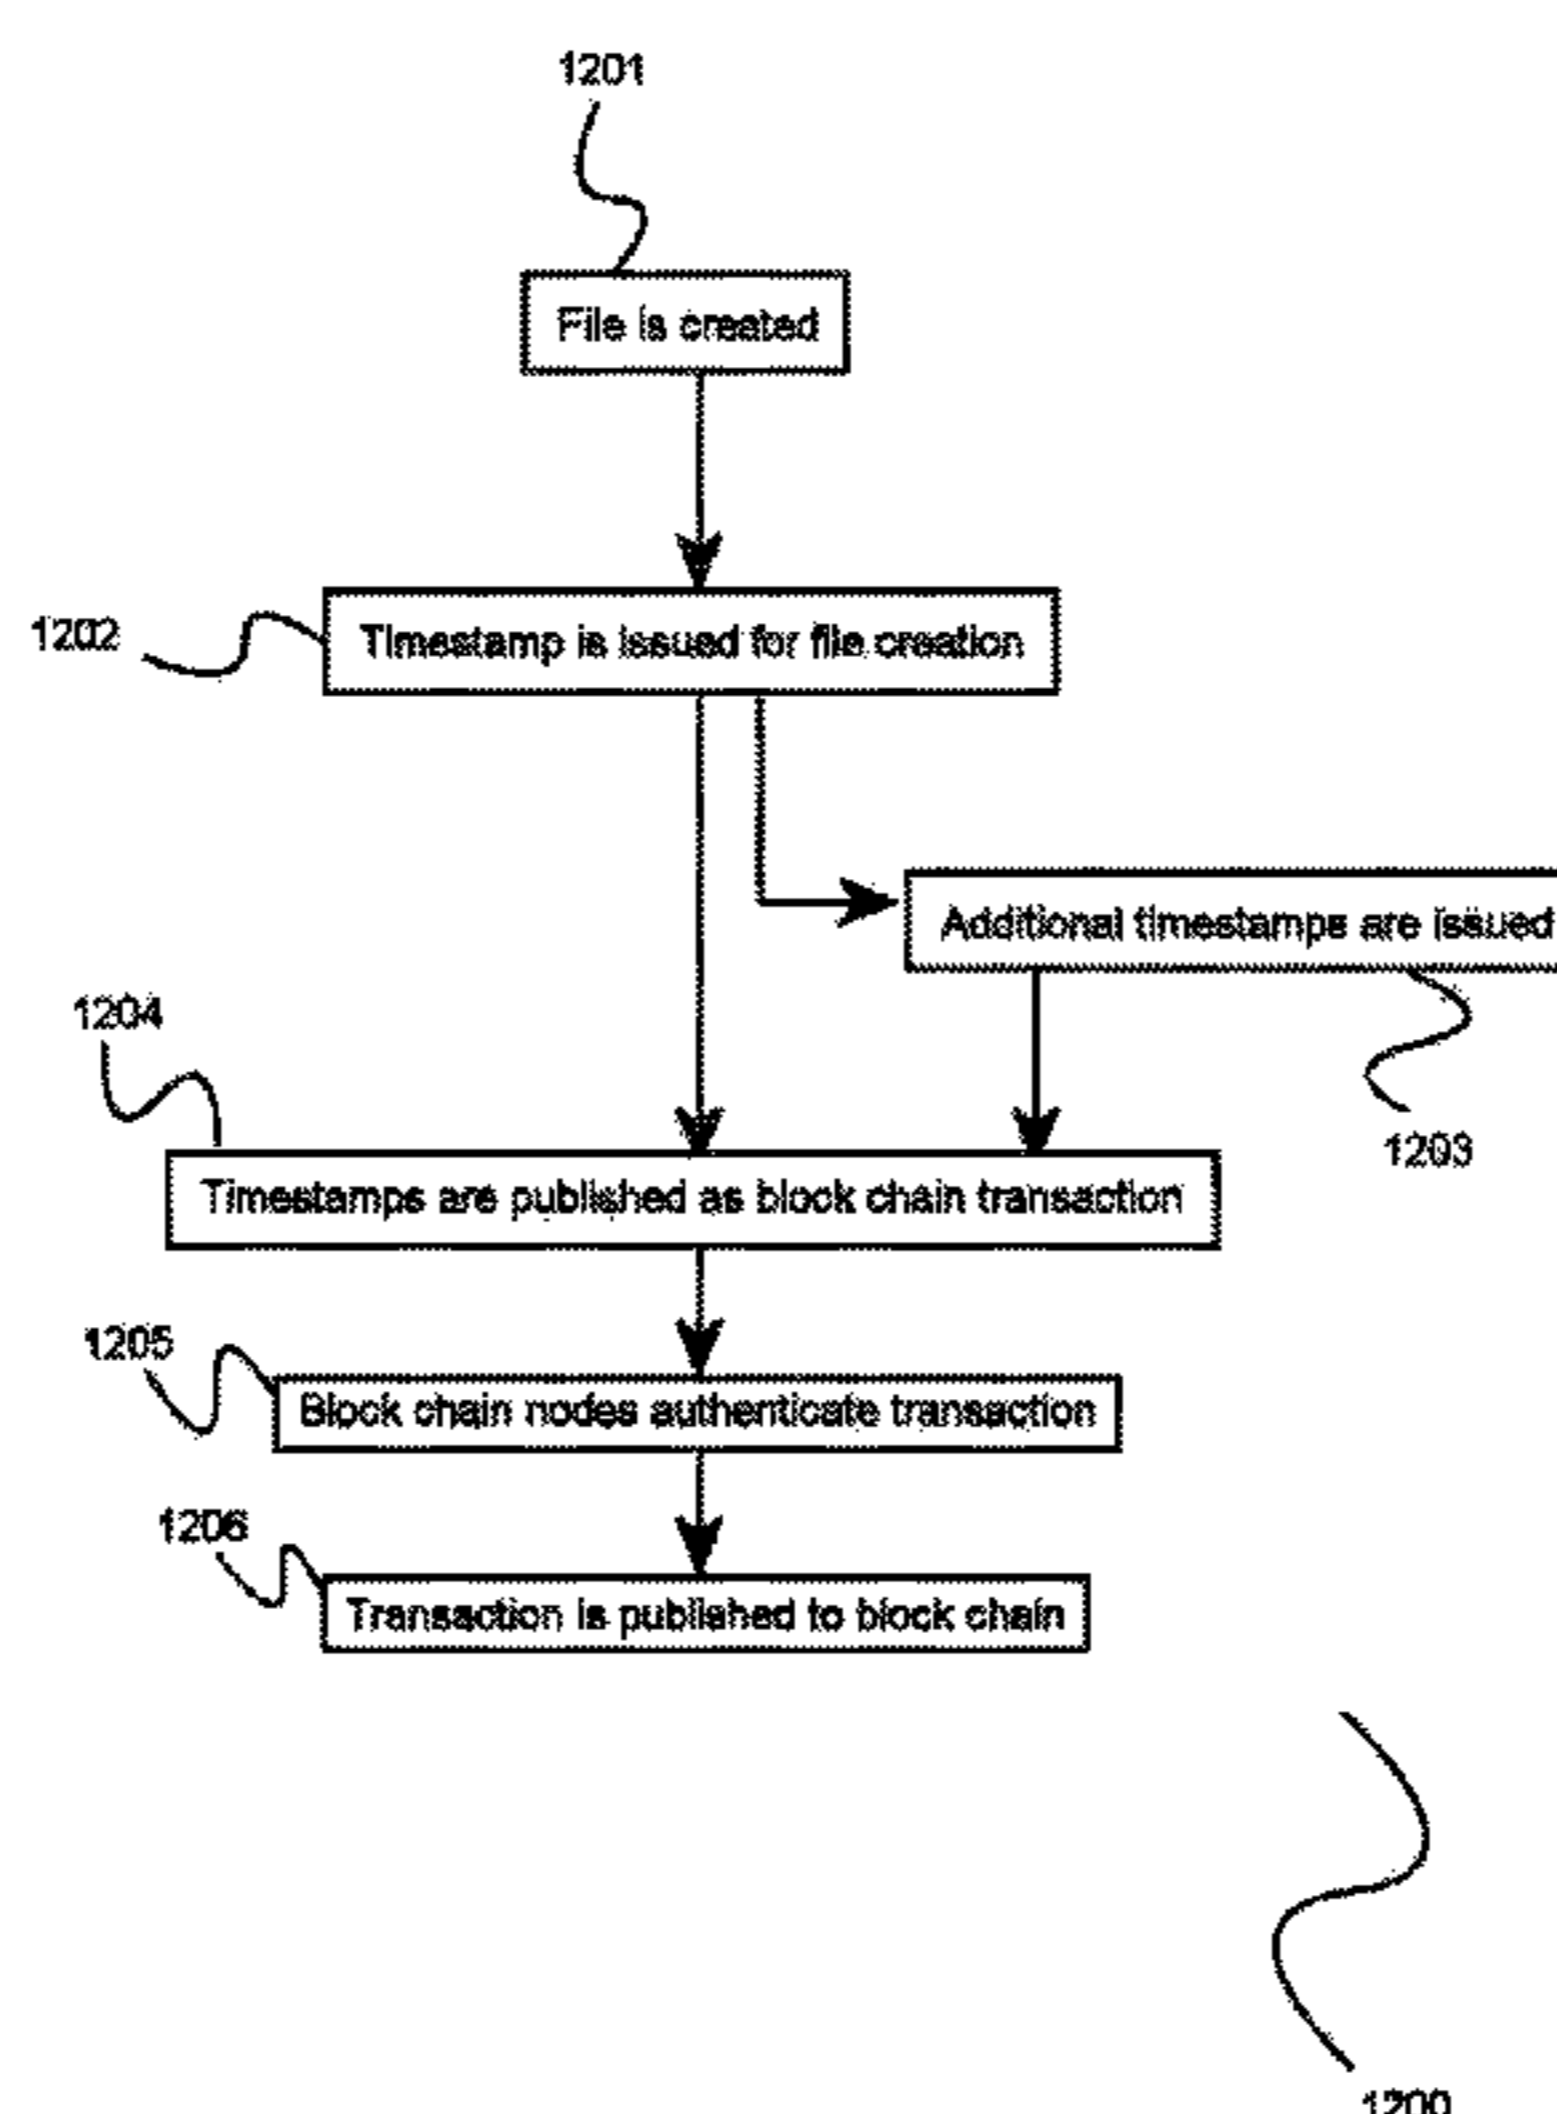 1201
File is created
1202
Timestamp is issued for file creation
Additional timestamps are issued
1204
1203
Timestamps are published as block chain transaction
1205
Block chain nodes authenticate transaction
1206
Transaction is published to block chain
1200